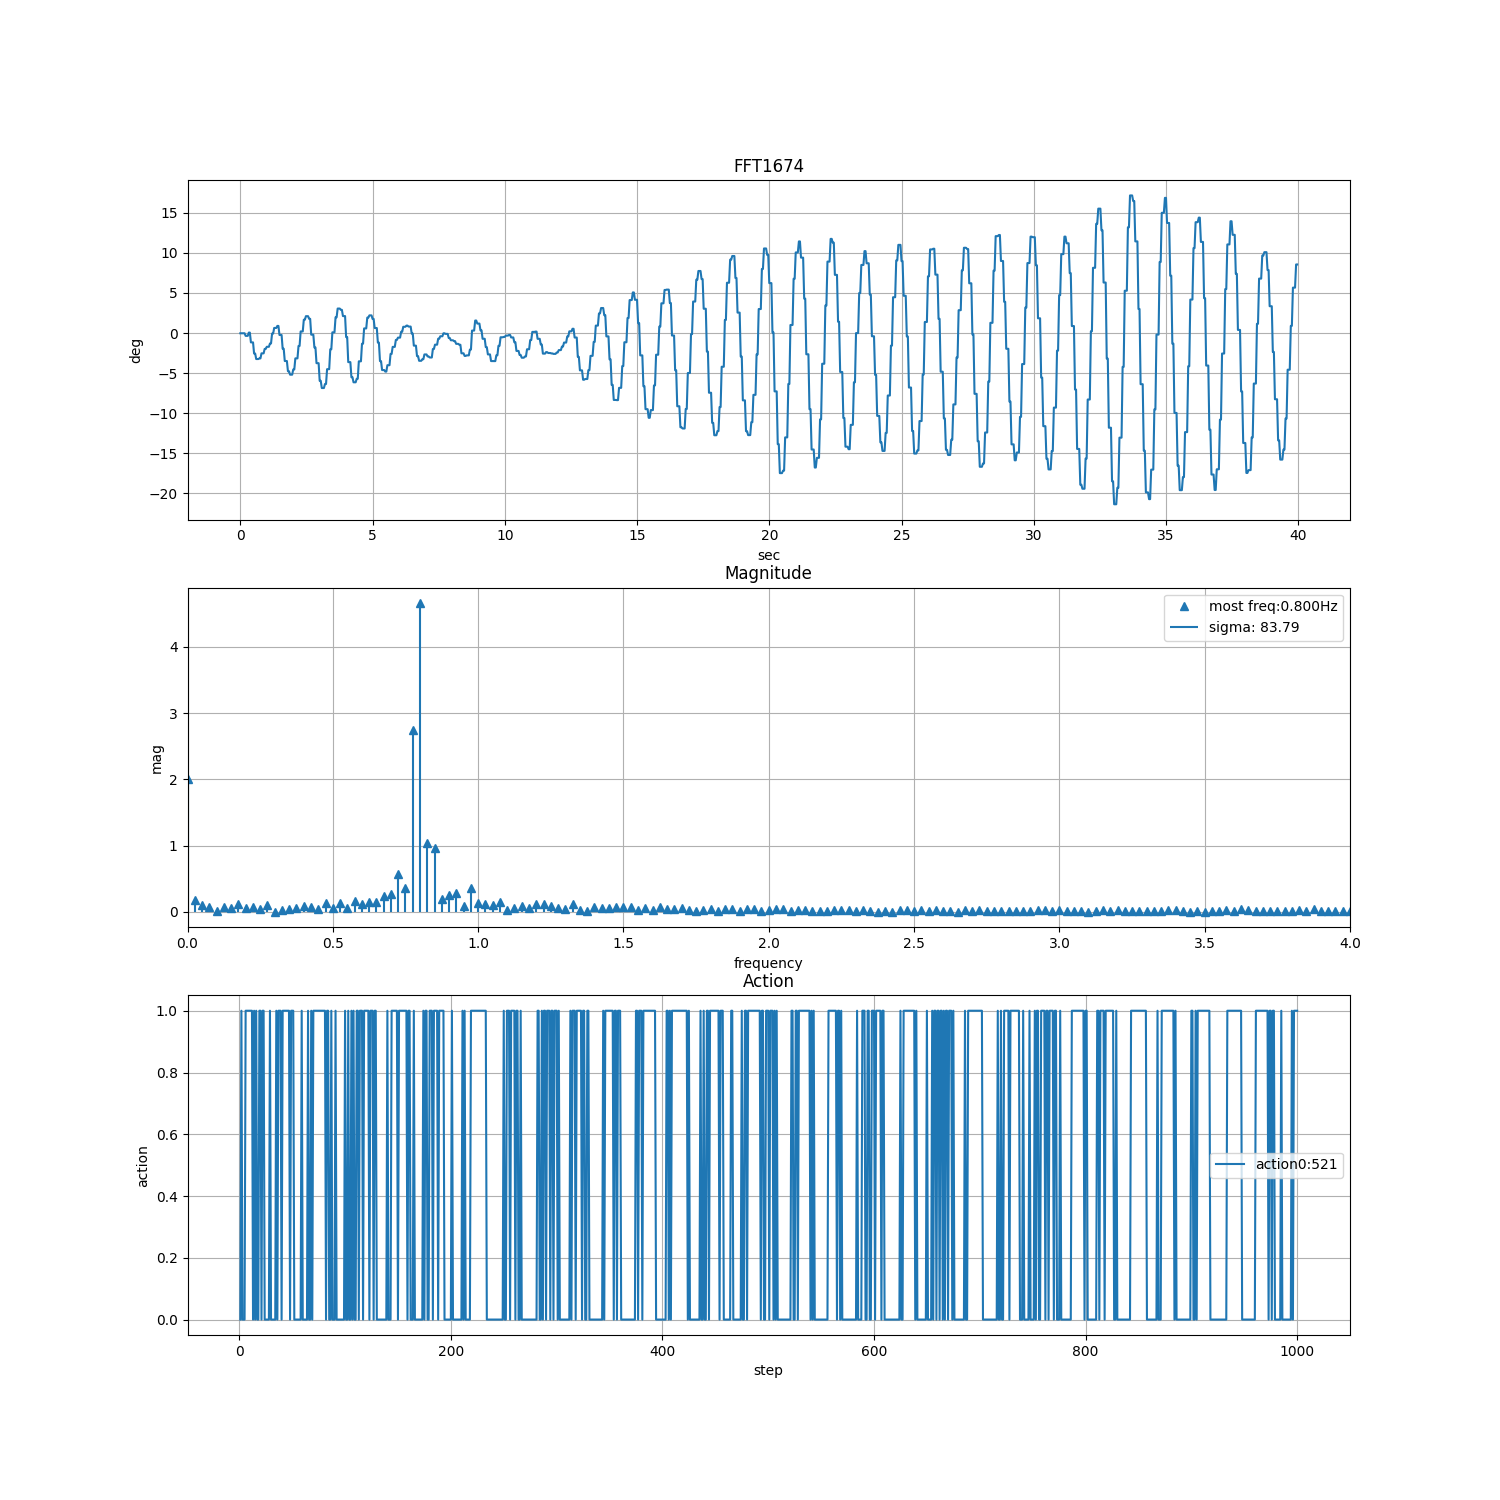 FFT1674
15
10
5
0
−5
−10
−15
−20
deg
0 5 10 15 20 25 30 35 40
sec
Magnitude
most freq:0.800Hz
sigma: 83.79
4
3
2
1
0
mag
0.0 0.5 1.0 1.5 2.0 2.5 3.0 3.5 4.0
frequency
Action
1.0
0.8
0.6
0.4
0.2
0.0
action
action0:521
0 200 400 600 800 1000
step